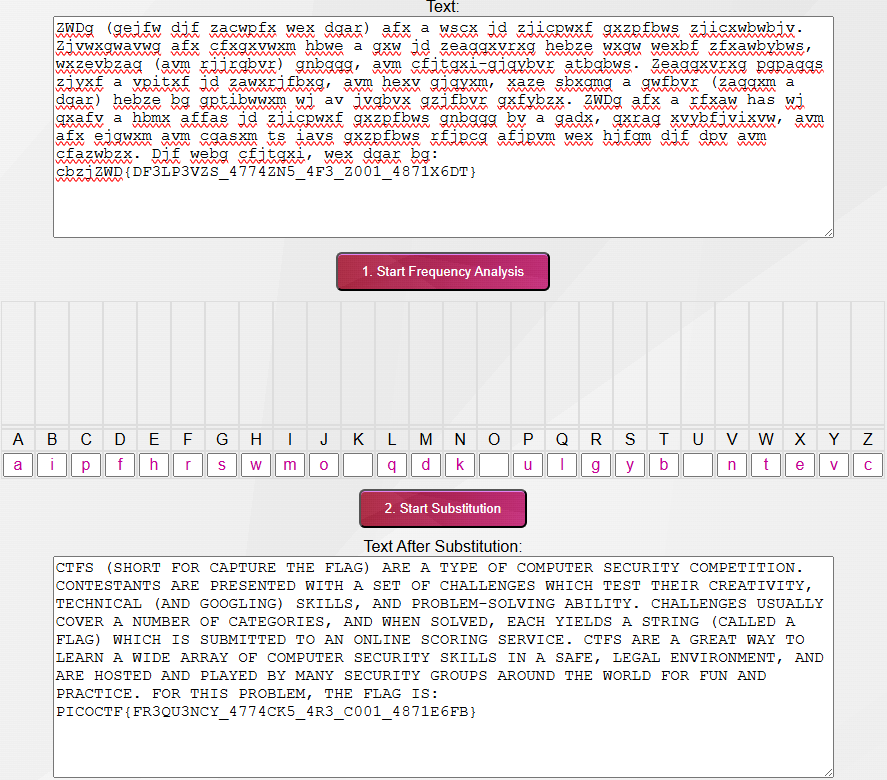 Text:
ZWDg (gejfw djf zacwpfx wex dqar) afx a wscx jd zjicpwxf gxzpfbws zjicxwbwbjv.
Zjvwxgwavwg afx cfxgxvwxm hbwe a gxw jd zeaqqxvrxg hebze wxgw wexbf zfxawbybws,
wxzevbzaq (avm rjjrqbvr) gnbqqg, avm cfjtqxi-gjqybvr atbqbws. Zeaqqxvrxg pgpaqqs
zjyxf a vpitxf jd zawxrjfbxg, avm hexv gjqyxm, xaze sbxqmg a gwfbvr (zaqqxm a
dqar) hebze bg gptibwwxm wj av jvqbvx gzjfbvr gxfybzx. ZWDg afx a rfxaw has wj
qxafv a hbmx affas jd zjicpwxf gxzpfbws gnbqqg bv a gadx, qxraq xvybfjvixvw, avm
afx ejgwxm avm cqasxm ts iavs gxzpfbws rfjpcg afjpvm wex hjfqm djf dpv avm
cfazwbzx. Djf webg cfjtqxi, wex dqar bg:
cbzjZWD{DF3LP3VZS_4774ZN5_4F3_Z001_4871X6DT}
1. Start Frequency Analysis
A B C D E F G H I J K L M N O P Q R S T U V W X Y Z
a i p f h r s w m o q d k u l g y b n t e v c
2. Start Substitution
Text After Substitution:
CTFS (SHORT FOR CAPTURE THE FLAG) ARE A TYPE OF COMPUTER SECURITY COMPETITION.
CONTESTANTS ARE PRESENTED WITH A SET OF CHALLENGES WHICH TEST THEIR CREATIVITY,
TECHNICAL (AND GOOGLING) SKILLS, AND PROBLEM-SOLVING ABILITY. CHALLENGES USUALLY
COVER A NUMBER OF CATEGORIES, AND WHEN SOLVED, EACH YIELDS A STRING (CALLED A
FLAG) WHICH IS SUBMITTED TO AN ONLINE SCORING SERVICE. CTFS ARE A GREAT WAY TO
LEARN A WIDE ARRAY OF COMPUTER SECURITY SKILLS IN A SAFE, LEGAL ENVIRONMENT, AND
ARE HOSTED AND PLAYED BY MANY SECURITY GROUPS AROUND THE WORLD FOR FUN AND
PRACTICE. FOR THIS PROBLEM, THE FLAG IS:
PICOCTF{FR3QU3NCY_4774CK5_4R3_C001_4871E6FB}